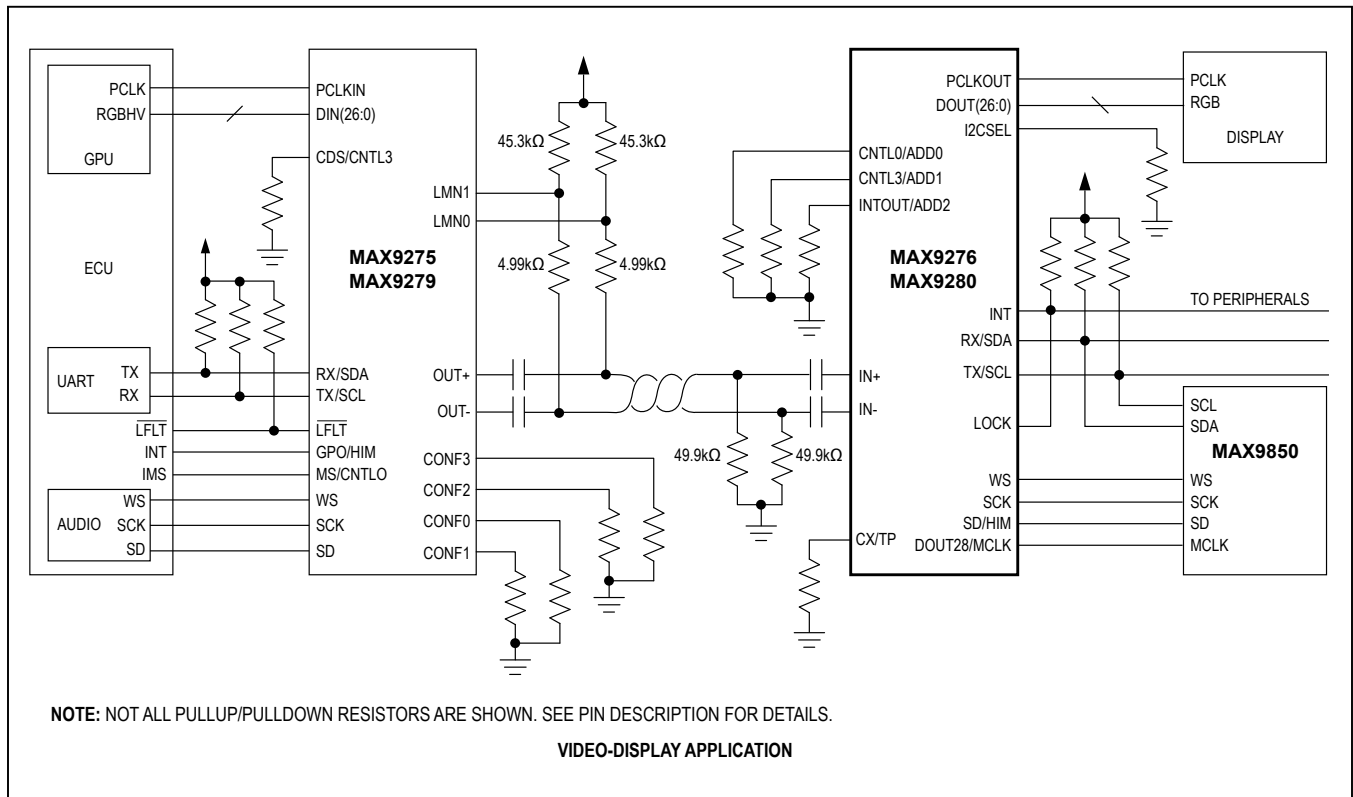 PCLK
RGBHV
GPU
ECU
UART
TX
RX
LFLT
INT
IMS
AUDIO
WS
SCK
SD
PCLKIN
DIN(26:0)
CDS/CNTL3
LMN1
LMN0
MAX9275
MAX9279
RX/SDA
TX/SCL
LFLT
GPO/HIM
MS/CNTLO
WS
SCK
SD
OUT+
OUT-
CONF3
CONF2
CONF0
CONF1
45.3kΩ
45.3kΩ
4.99kΩ
4.99kΩ
49.9kΩ
49.9kΩ
PCLKOUT
DOUT(26:0)
I2CSEL
CNTL0/ADD0
CNTL3/ADD1
INTOUT/ADD2
MAX9276
MAX9280
INT
RX/SDA
TX/SCL
IN+
IN-
LOCK
WS
SCK
SD/HIM
CX/TP
DOUT28/MCLK
PCLK
RGB
DISPLAY
TO PERIPHERALS
SCL
SDA
MAX9850
WS
SCK
SD
MCLK
NOTE: NOT ALL PULLUP/PULLDOWN RESISTORS ARE SHOWN. SEE PIN DESCRIPTION FOR DETAILS.
VIDEO-DISPLAY APPLICATION